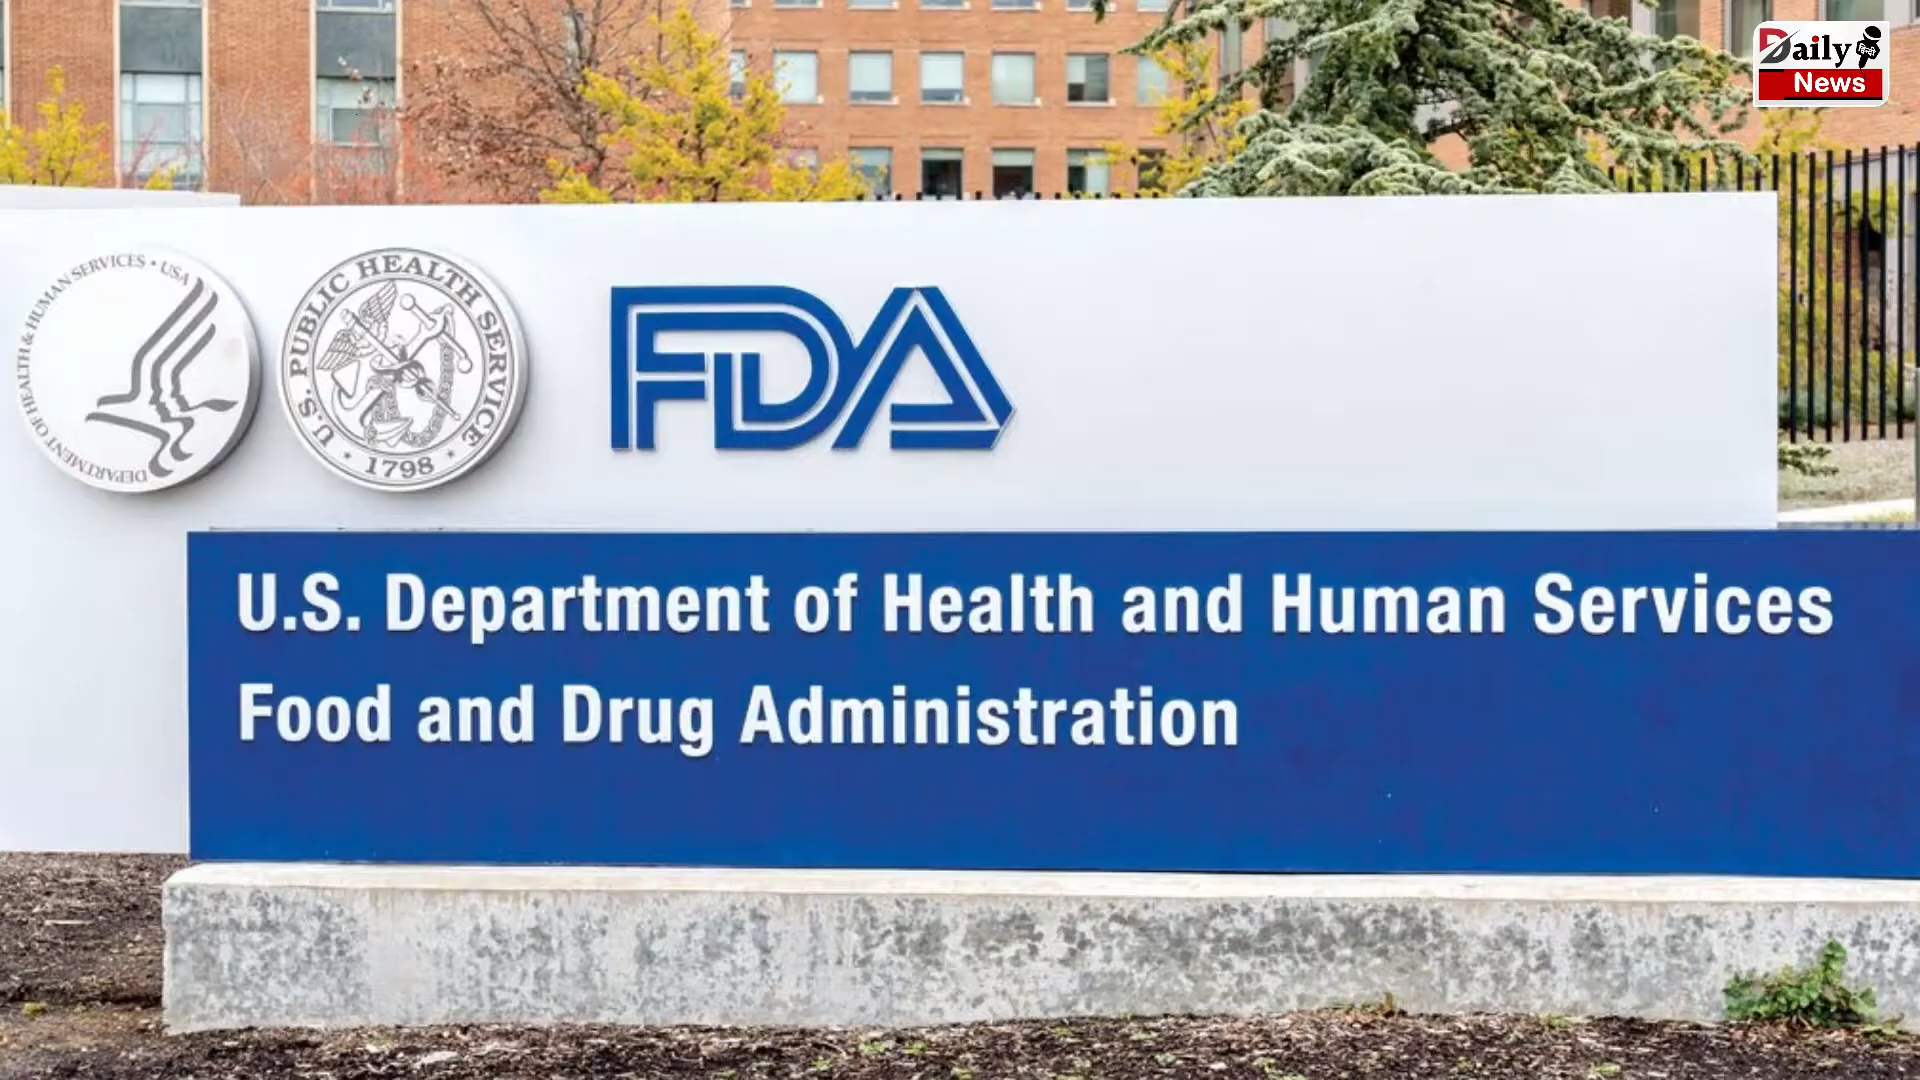 Daily
News
DEPARTMENT OF HEALTH & HUMAN SERVICES • USA
U.S. PUBLIC HEALTH SERVICE
1798
FDA
U.S. Department of Health and Human Services
Food and Drug Administration